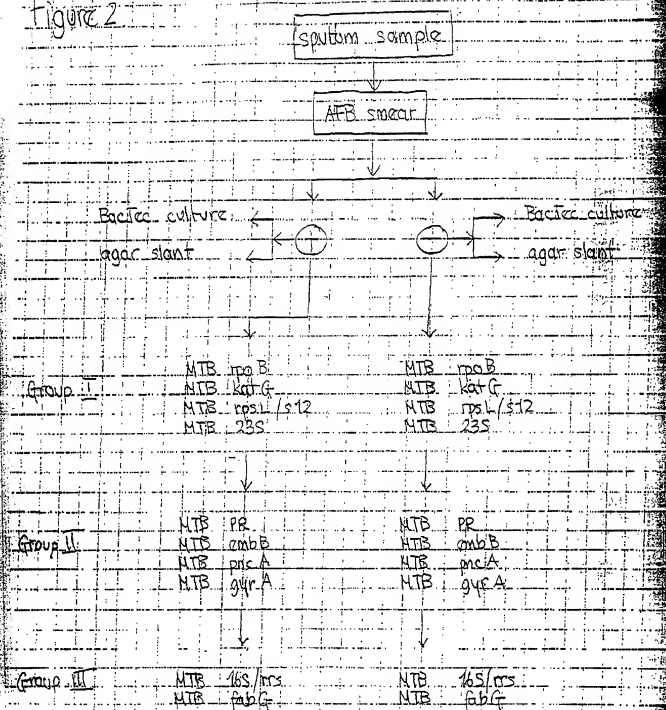 Figure 2
sputum sample
AFB smear
BacTec culture + − BacTec culture
agar slant agar slant
Group I
MTB rpoB MTB rpoB
MTB katG MTB katG
MTB rpsL/s12 MTB rpsL/s12
MTB 23S MTB 23S
Group II
MTB PR MTB PR
MTB embB MTB embB
MTB pncA MTB pncA
MTB gyrA MTB gyrA
Group III
MTB 16S/rrs MTB 16S/rrs
MTB fabG MTB fabG